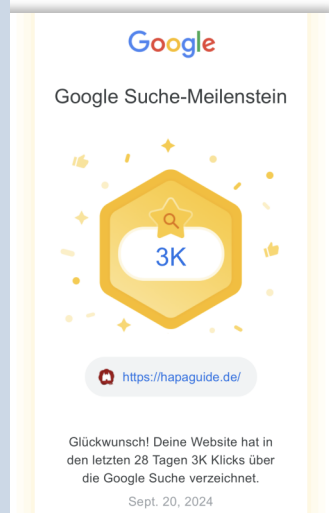 Google
Google Suche-Meilenstein
3K
https://hapaguide.de/
Glückwunsch! Deine Website hat in
den letzten 28 Tagen 3K Klicks über
die Google Suche verzeichnet.
Sept. 20, 2024